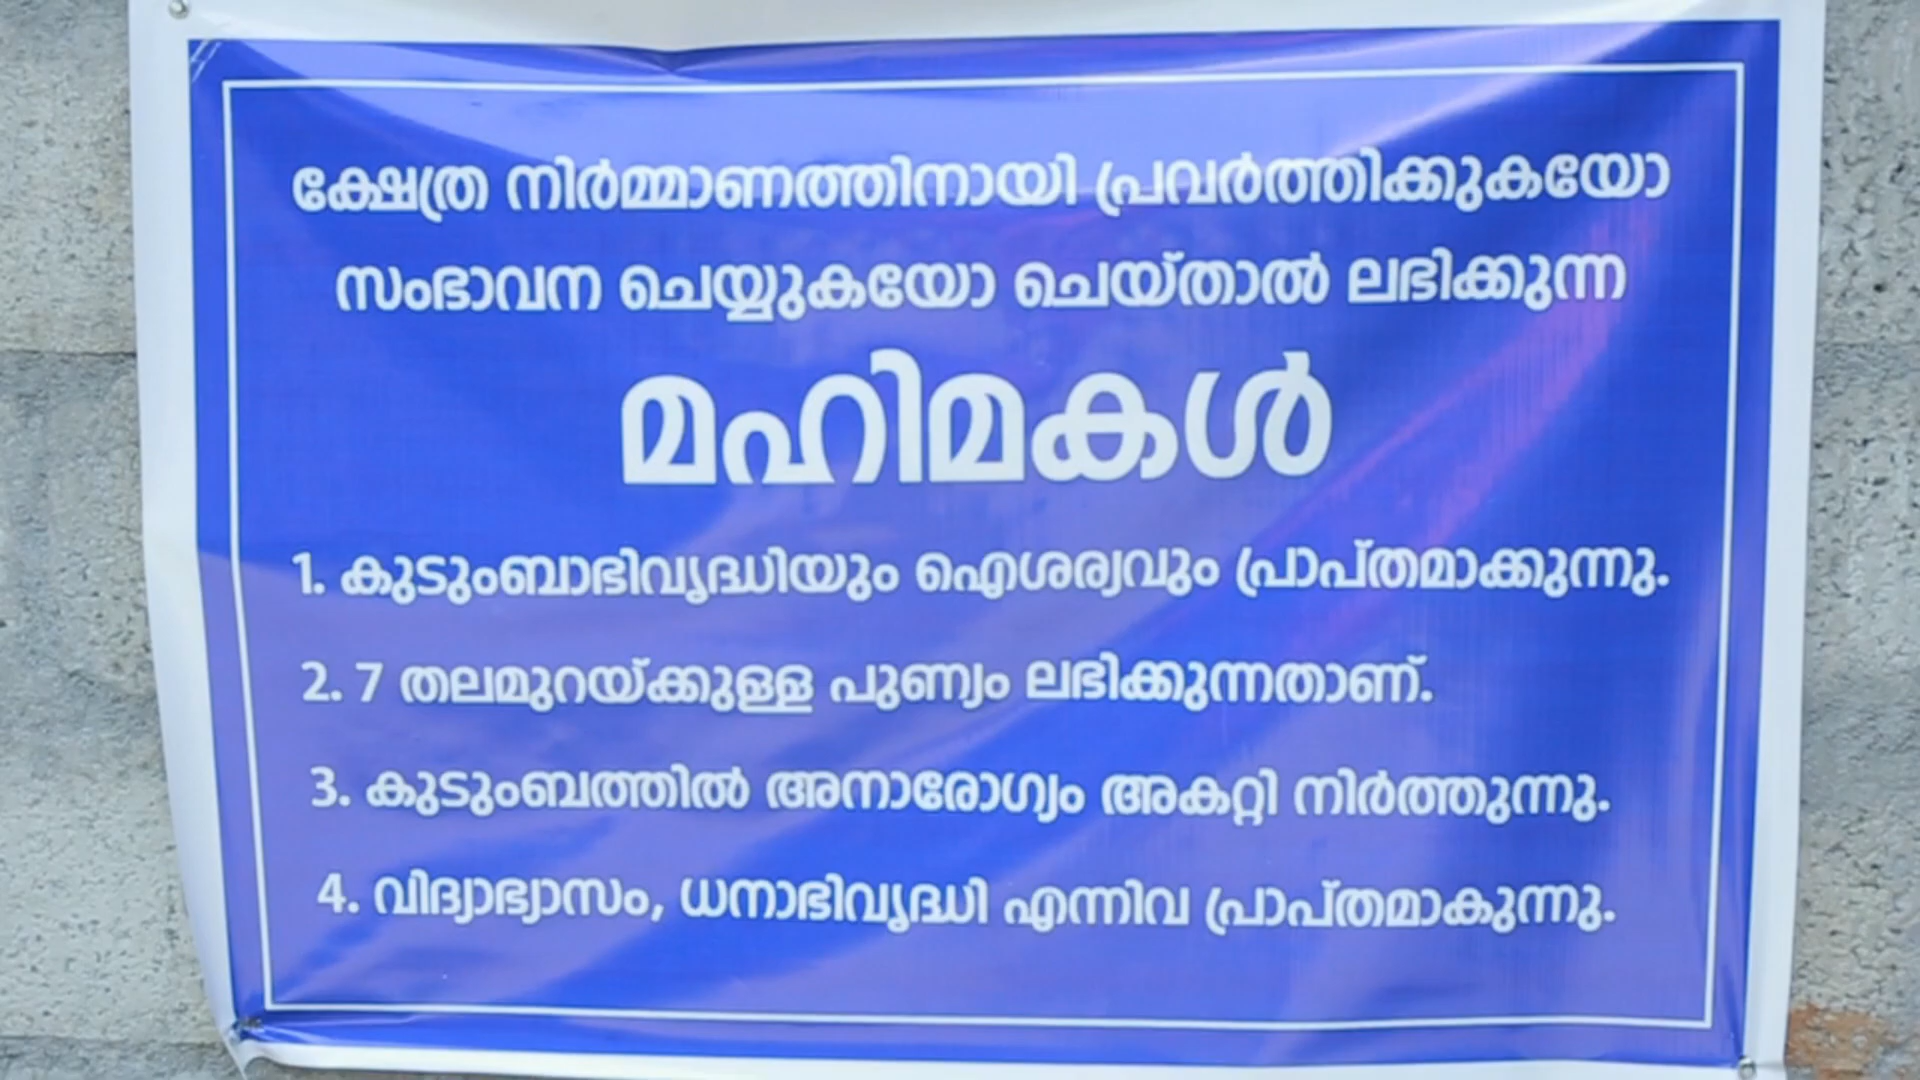 ക്ഷേത്ര നിർമ്മാണത്തിനായി പ്രവർത്തിക്കുകയോ
സംഭാവന ചെയ്യുകയോ ചെയ്താൽ ലഭിക്കുന്ന
മഹിമകൾ
1. കുടുംബാഭിവൃദ്ധിയും ഐശര്യവും പ്രാപ്തമാക്കുന്നു.
2. 7 തലമുറയ്ക്കുള്ള പുണ്യം ലഭിക്കുന്നതാണ്.
3. കുടുംബത്തിൽ അനാരോഗ്യം അകറ്റി നിർത്തുന്നു.
4. വിദ്യാഭ്യാസം, ധനാഭിവൃദ്ധി എന്നിവ പ്രാപ്തമാകുന്നു.